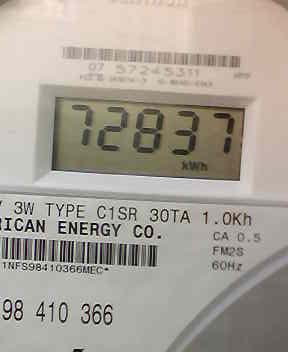 07 57245311
72837
kWh
3W TYPE C1SR 30TA 1.0Kh
RICAN ENERGY CO.
CA 0.5
FM2S
60Hz
1NFS98410366MEC*
98 410 366